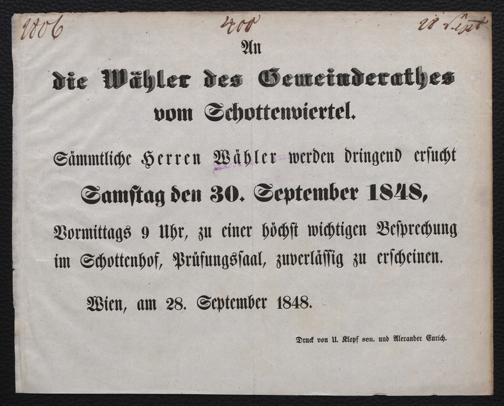 2806 408 28 Sept
An
die Wähler des Gemeinderathes
vom Schottenviertel.
Sämmtliche Herren Wähler werden dringend ersucht
Samstag den 30. September 1848,
Vormittags 9 Uhr, zu einer höchst wichtigen Besprechung
im Schottenhof, Prüfungssaal, zuverlässig zu erscheinen.
Wien, am 28. September 1848.
Druck von U. Klopf sen. und Alexander Eurich.